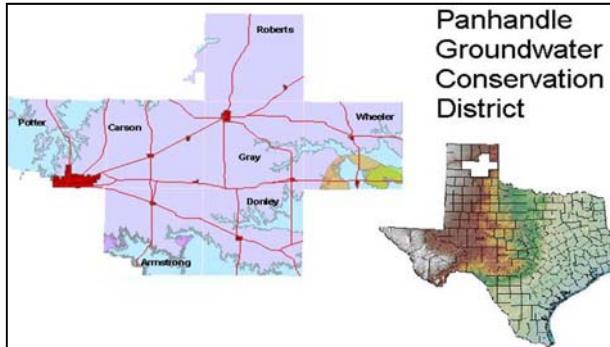 Panhandle
Groundwater
Conservation
District
Roberts
Potter
Carson
Wheeler
Gray
Donley
Armstrong